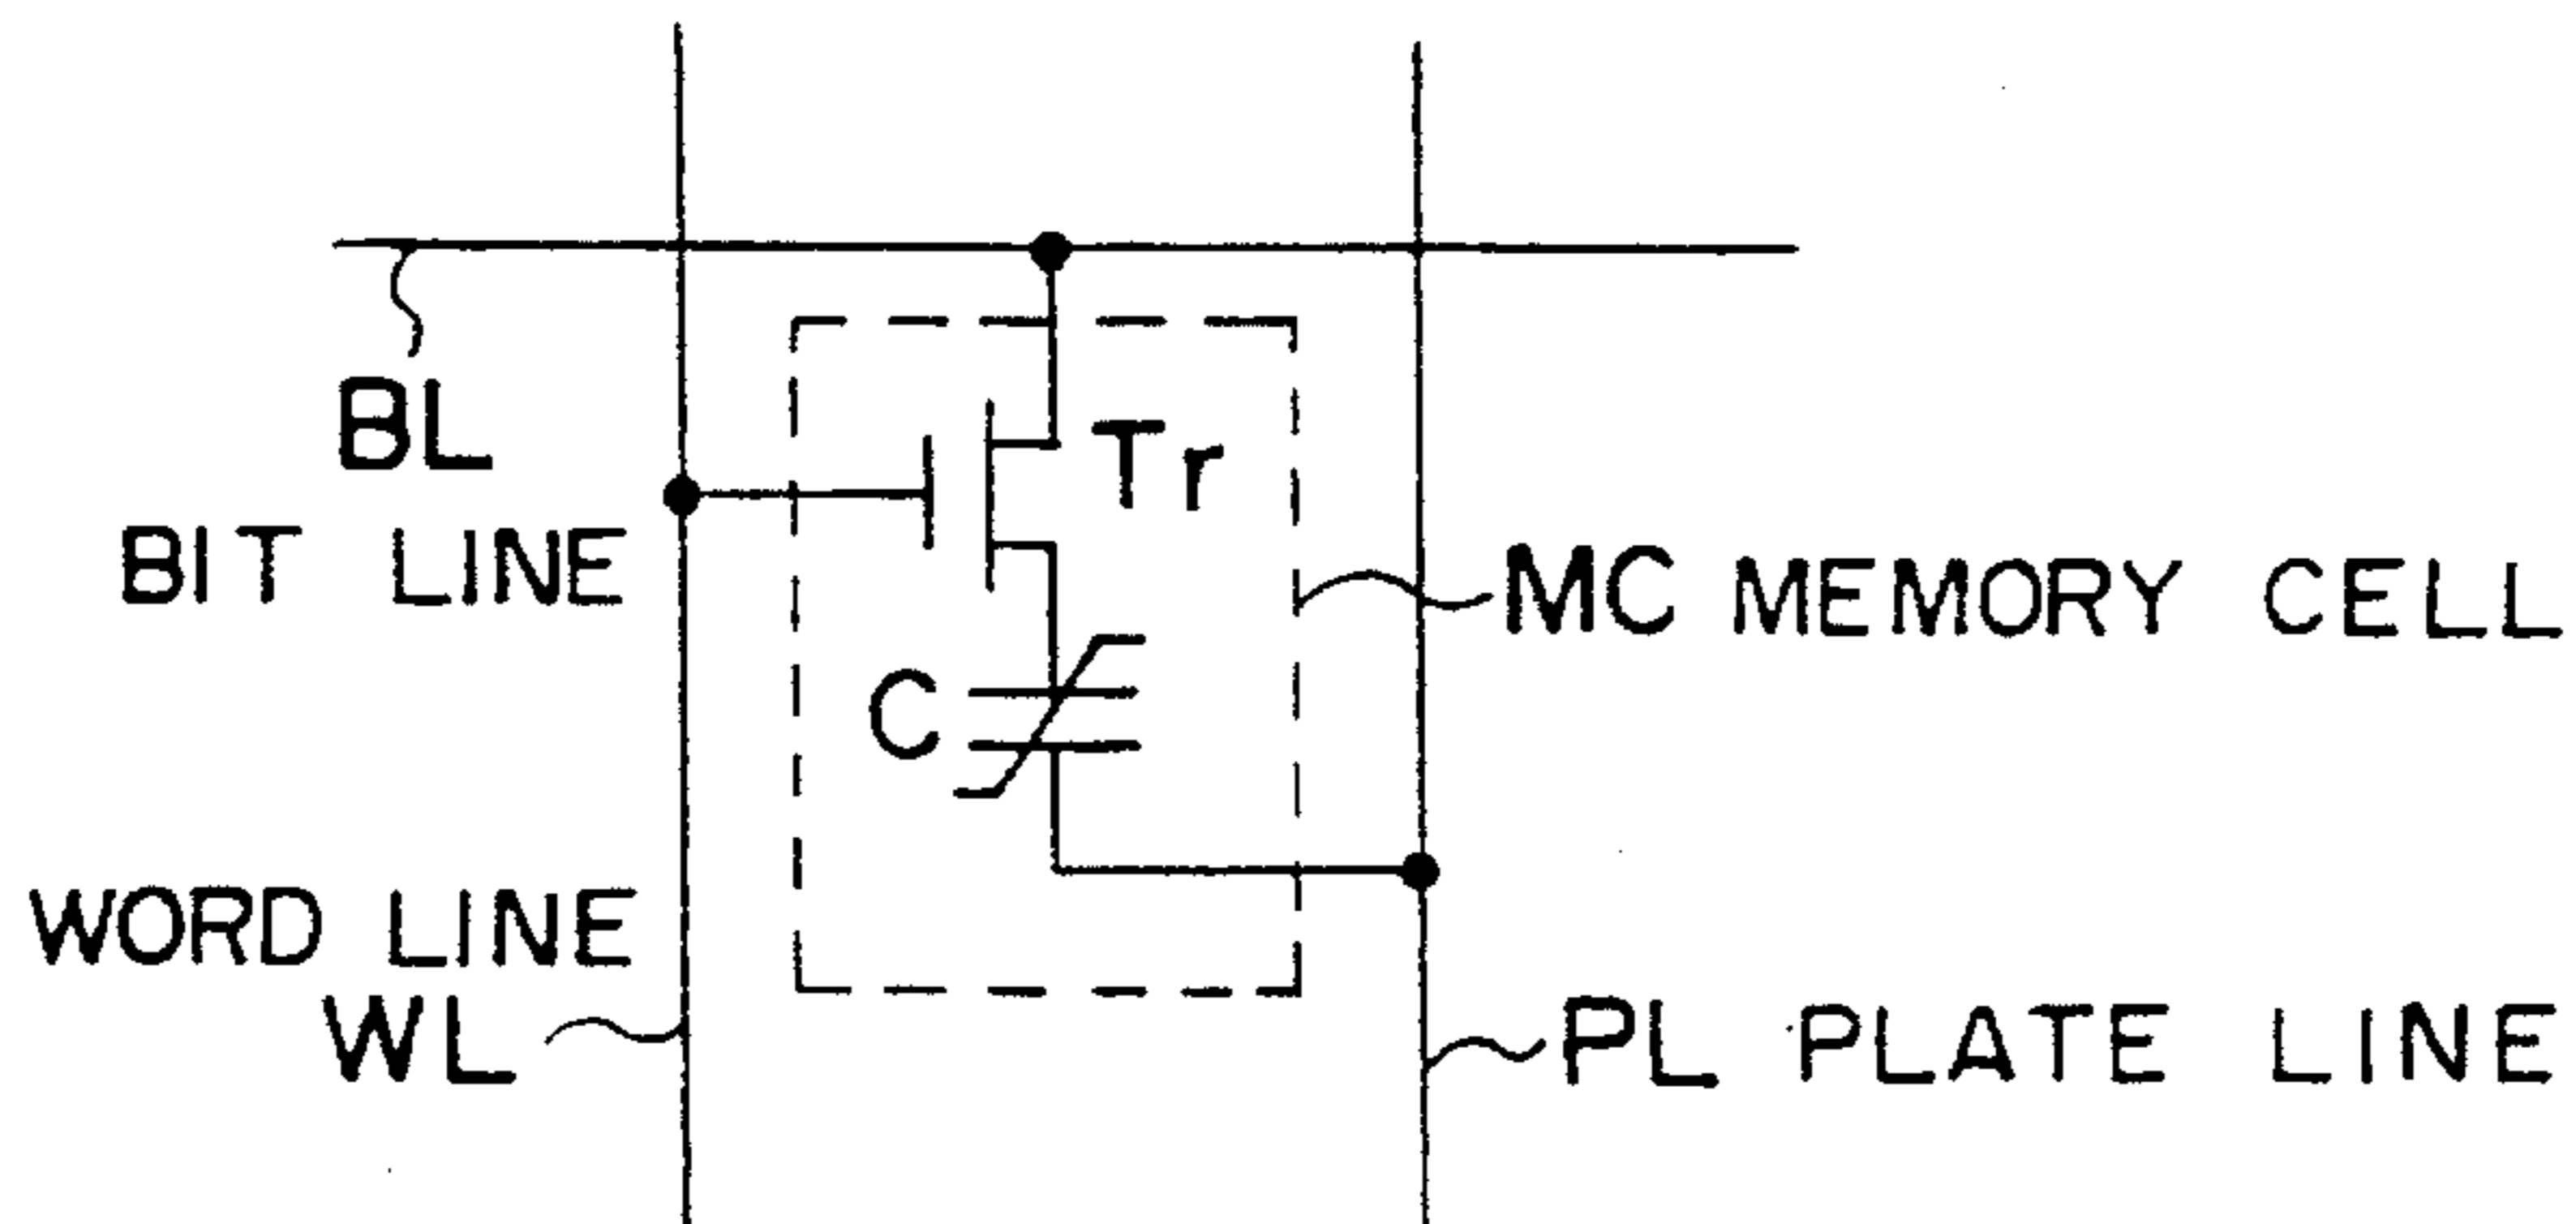 BL
BIT LINE
Tr
MC MEMORY CELL
C
WORD LINE
WL
PL PLATE LINE